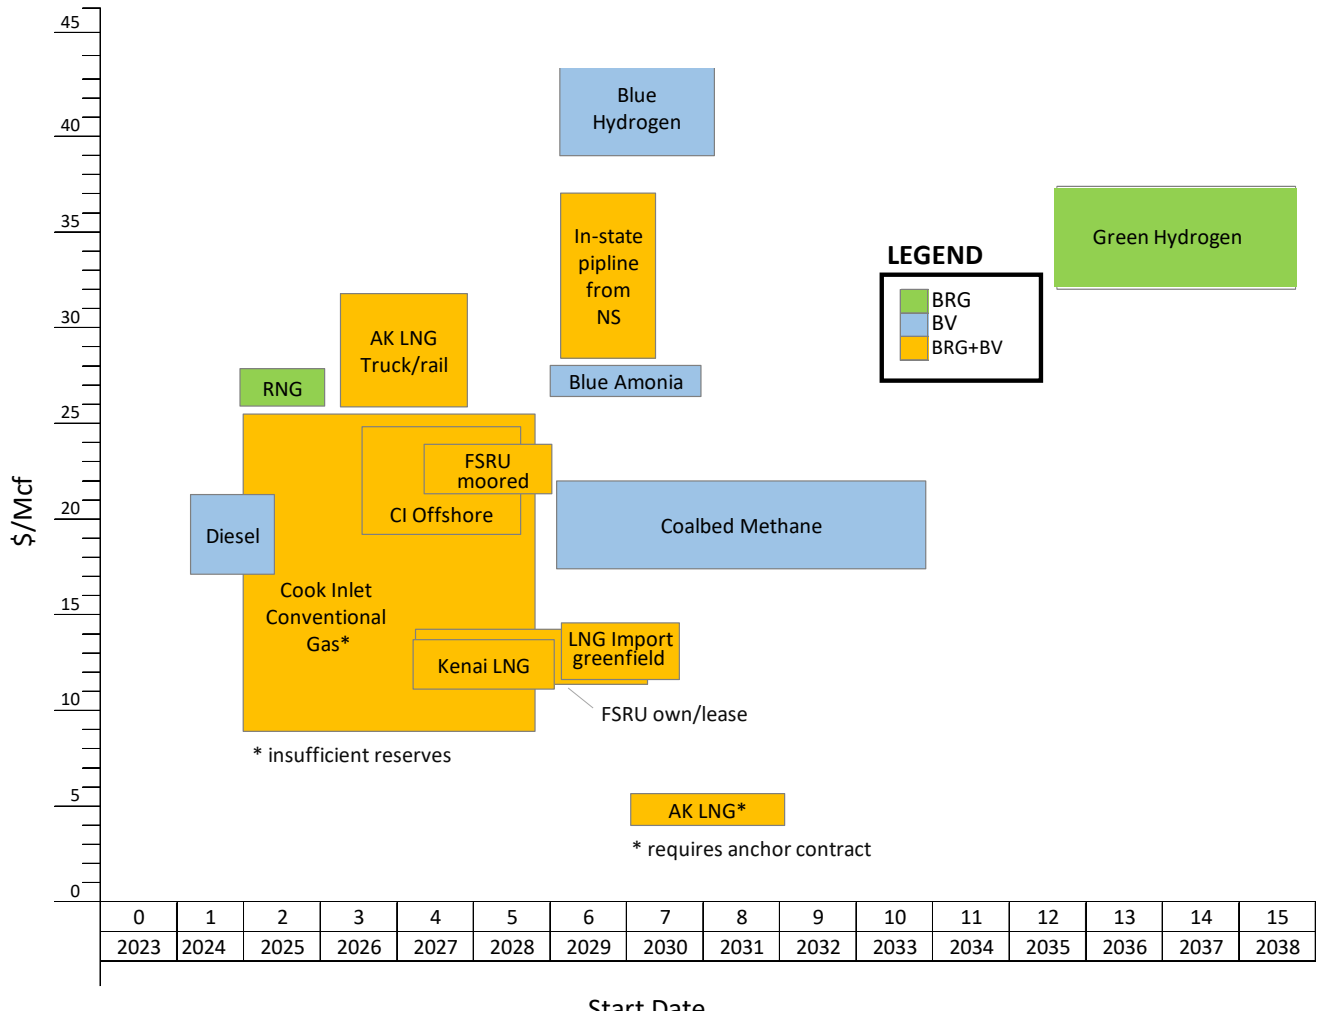 45
40
35
30
25
20
15
10
5
0
$/Mcf
Blue
Hydrogen
In-state
pipline
from
NS
Green Hydrogen
LEGEND
BRG
BV
BRG+BV
AK LNG
Truck/rail
RNG
Blue Amonia
FSRU
moored
CI Offshore
Diesel
Coalbed Methane
Cook Inlet
Conventional
Gas*
LNG Import
greenfield
Kenai LNG
FSRU own/lease
* insufficient reserves
AK LNG*
* requires anchor contract
0 1 2 3 4 5 6 7 8 9 10 11 12 13 14 15
2023 2024 2025 2026 2027 2028 2029 2030 2031 2032 2033 2034 2035 2036 2037 2038
Start Date